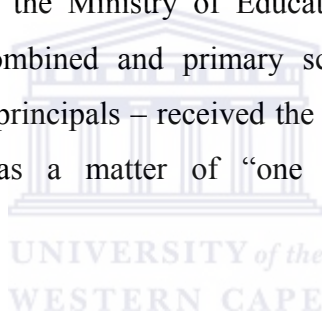 the Ministry of Educat
ombined and primary sc
principals – received the
as a matter of “one
UNIVERSITY of the
WESTERN CAPE